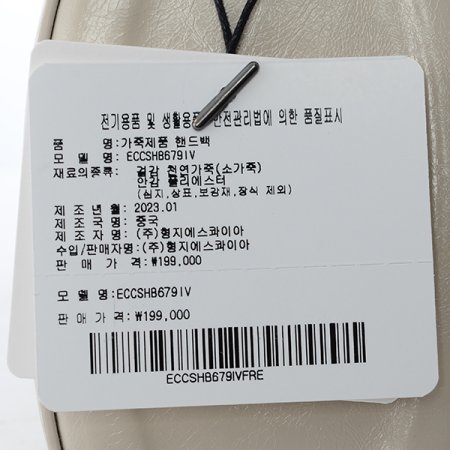 전기용품 및 생활용품 안전관리법에 의한 품질표시
품 명:가죽제품 핸드백
모 델 명:ECCSHB679IV
재료의종류: 겉감 천연가죽(소가죽)
안감 폴리에스터
(심지,상표,보강재,장식 제외)
제 조 년 월:2023.01
제 조 국 명:중국
제 조 자 명:(주)형지에스콰이아
수입/판매자명:(주)형지에스콰이아
판 매 가 격:₩199,000
모 델 명:ECCSHB679IV
판 매 가 격:₩199,000
ECCSHB679IVFRE